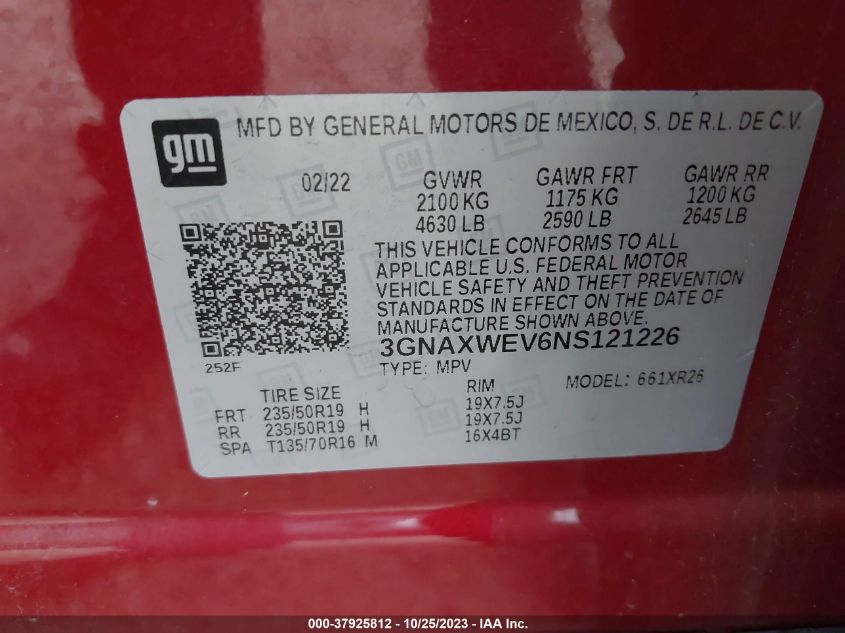 gm
MFD BY GENERAL MOTORS DE MEXICO, S. DE R.L. DE C.V.
02/22 GVWR GAWR FRT GAWR RR
2100 KG 1175 KG 1200 KG
4630 LB 2590 LB 2645 LB
THIS VEHICLE CONFORMS TO ALL
APPLICABLE U.S. FEDERAL MOTOR
VEHICLE SAFETY AND THEFT PREVENTION
STANDARDS IN EFFECT ON THE DATE OF
MANUFACTURE SHOWN ABOVE.
252F
3GNAXWEV6NS121226
TYPE: MPV MODEL: 661XR26
TIRE SIZE RIM
FRT 235/50R19 H 19X7.5J
RR 235/50R19 H 19X7.5J
SPA T135/70R16 M 16X4BT
000-37925812 - 10/25/2023 - IAA Inc.